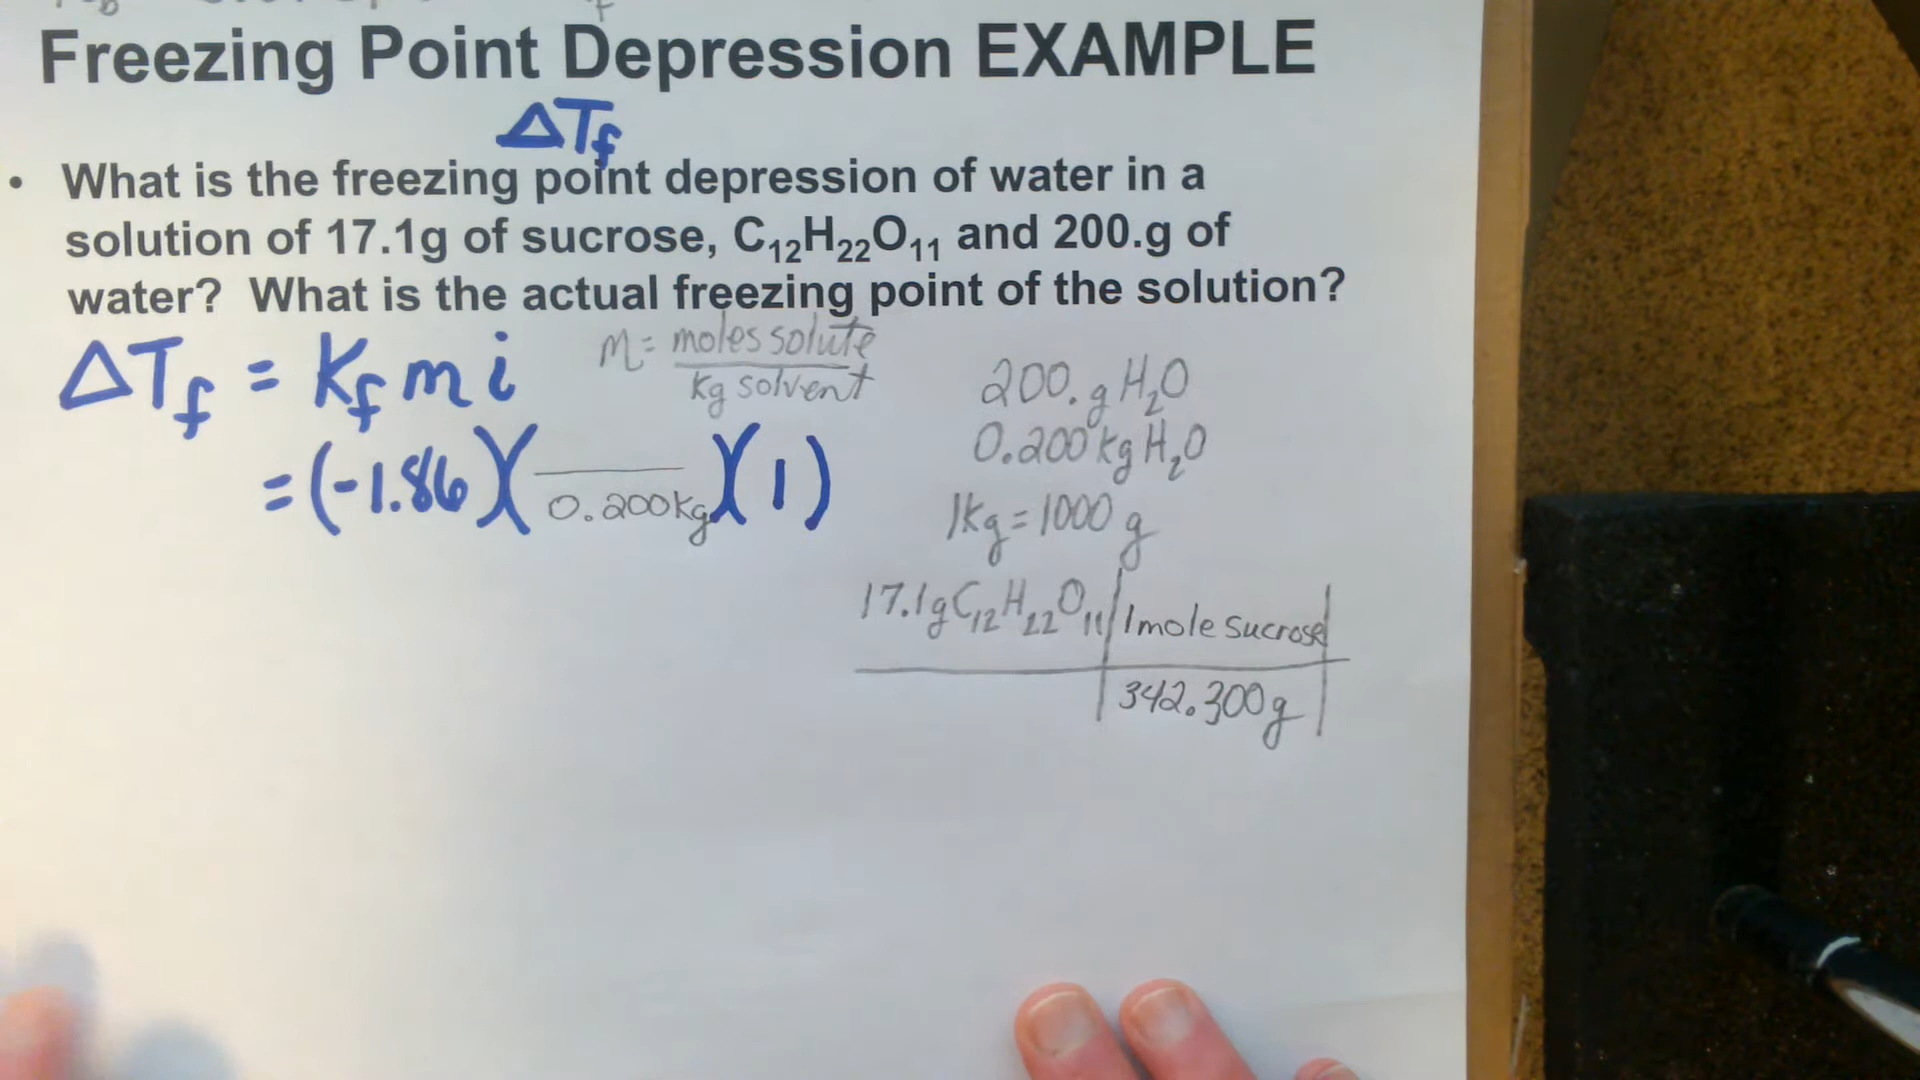 Freezing Point Depression EXAMPLE
ΔTf
• What is the freezing point depression of water in a
solution of 17.1g of sucrose, C₁₂H₂₂O₁₁ and 200.g of
water? What is the actual freezing point of the solution?
ΔTf = Kf m i
m = moles solute
kg solvent
= (-1.86)( / 0.200kg)(1)
200. g H₂O
0.200 kg H₂O
1kg = 1000 g
17.1g C₁₂H₂₂O₁₁ | 1 mole sucrose
342.300g